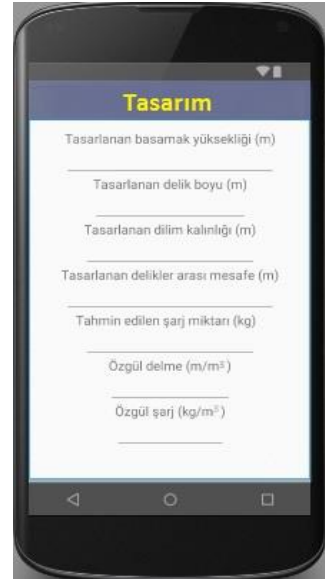 Tasarım
Tasarlanan basamak yüksekliği (m)
Tasarlanan delik boyu (m)
Tasarlanan dilim kalınlığı (m)
Tasarlanan delikler arası mesafe (m)
Tahmin edilen şarj miktarı (kg)
Özgül delme (m/m³)
Özgül şarj (kg/m³)